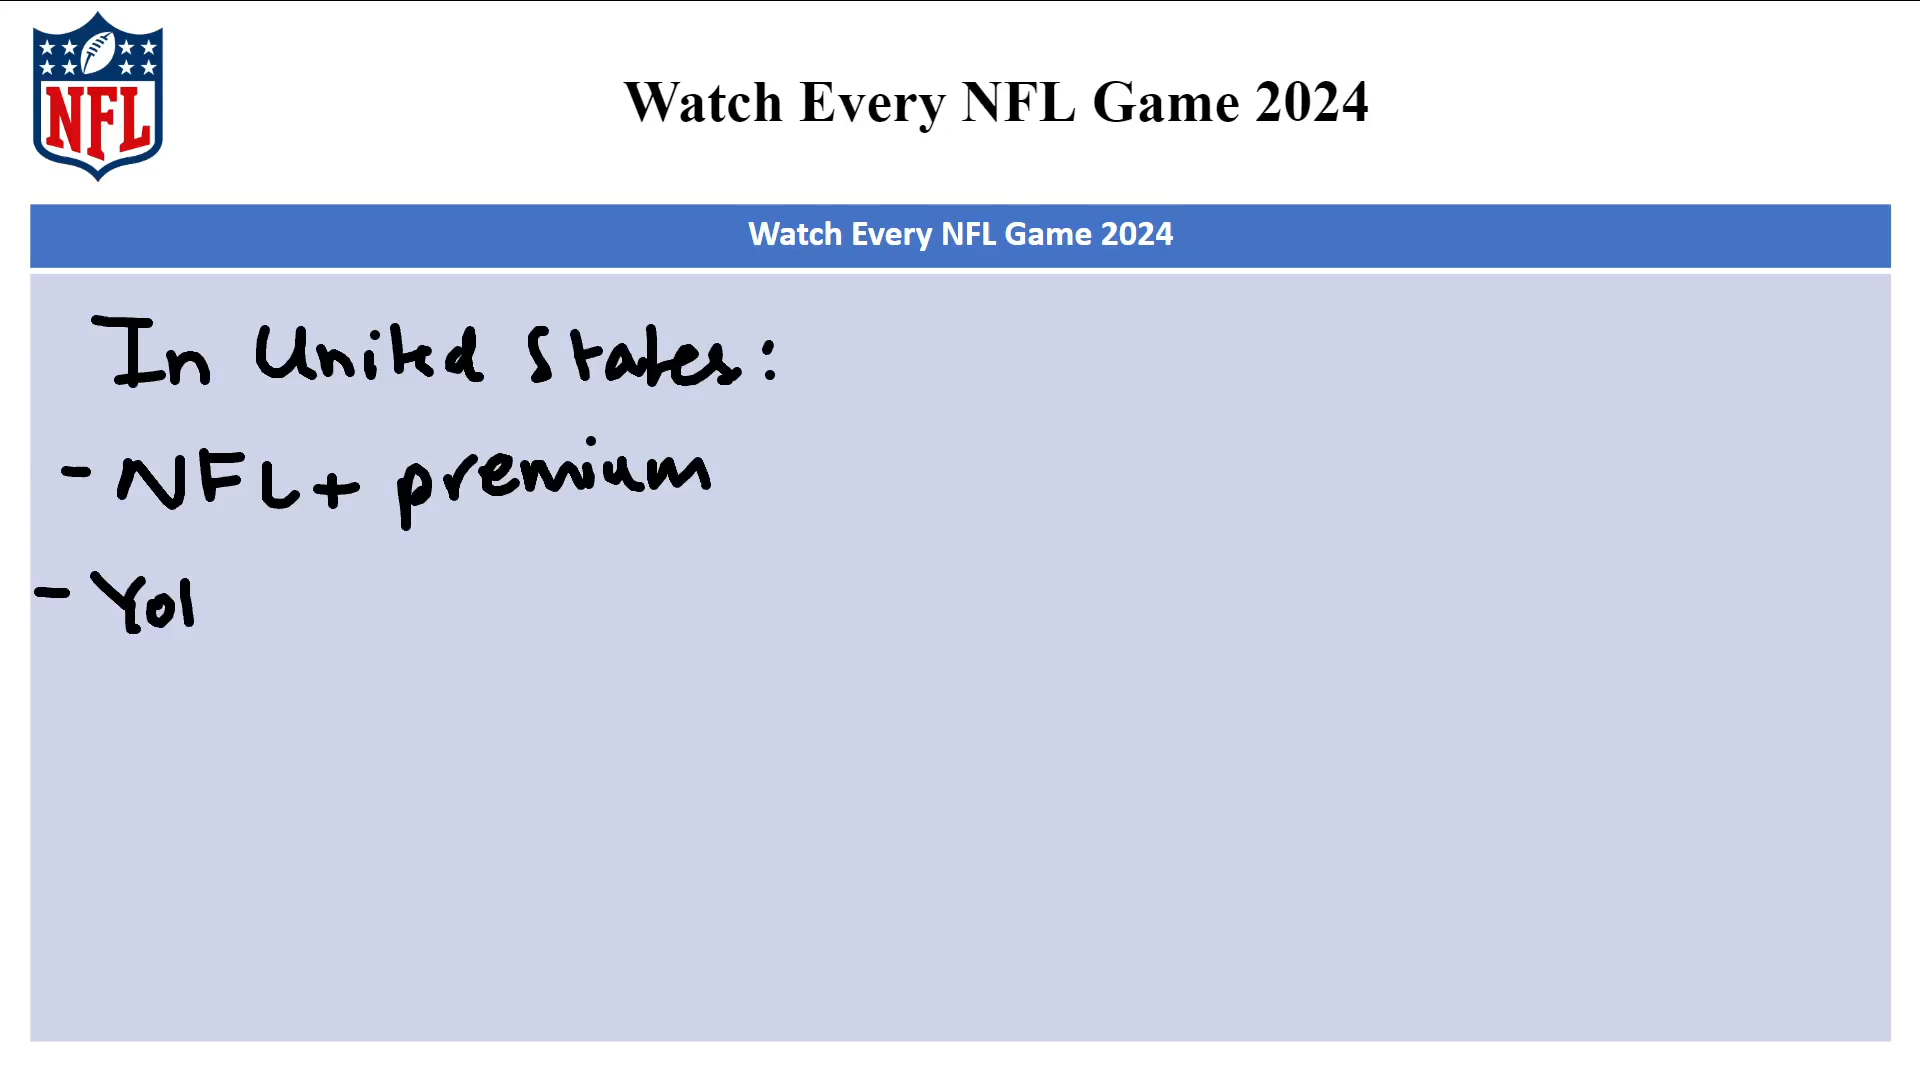 NFL
Watch Every NFL Game 2024
Watch Every NFL Game 2024
In United States:
- NFL+ premium
- Yol